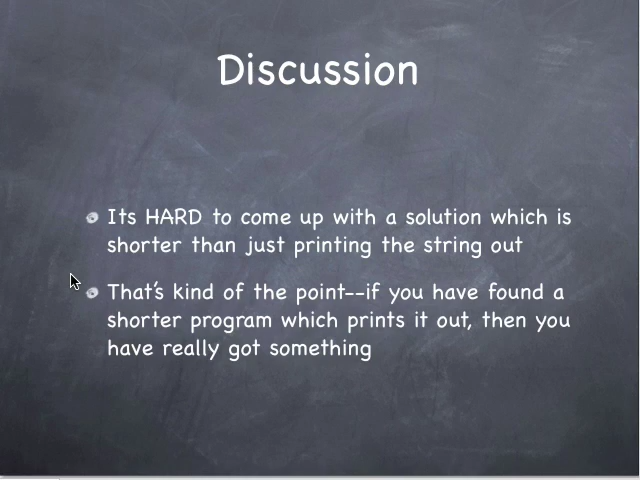 Discussion
Its HARD to come up with a solution which is
shorter than just printing the string out
That's kind of the point--if you have found a
shorter program which prints it out, then you
have really got something